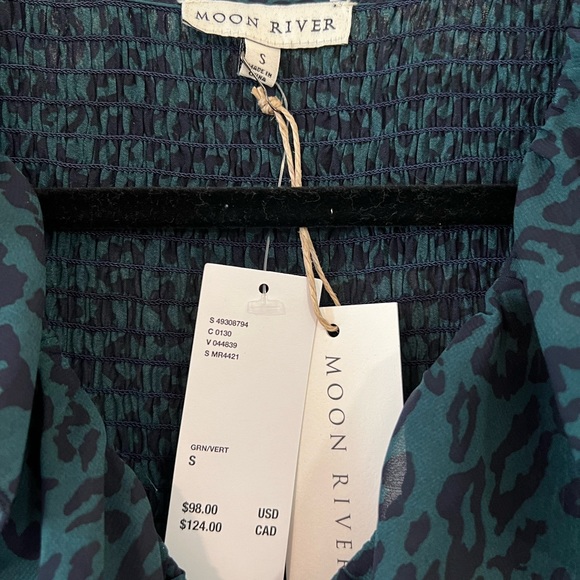 MOON RIVER
S
MADE IN
CHINA
S 49308794
C 0130
V 044839
S MR4421
GRN/VERT
S
$98.00 USD
$124.00 CAD
MOON RIVER